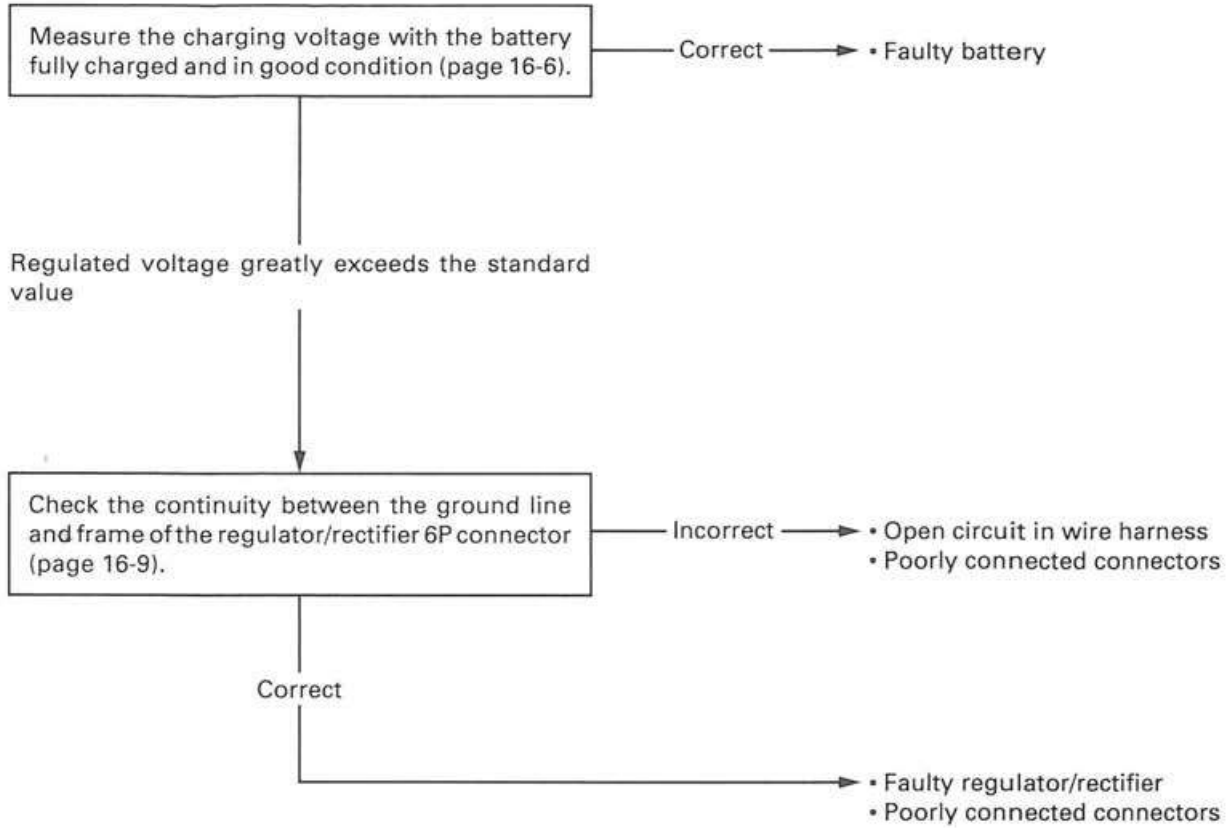 Measure the charging voltage with the battery
fully charged and in good condition (page 16-6).
Correct
• Faulty battery
Regulated voltage greatly exceeds the standard
value
Check the continuity between the ground line
and frame of the regulator/rectifier 6P connector
(page 16-9).
Incorrect
• Open circuit in wire harness
• Poorly connected connectors
Correct
• Faulty regulator/rectifier
• Poorly connected connectors